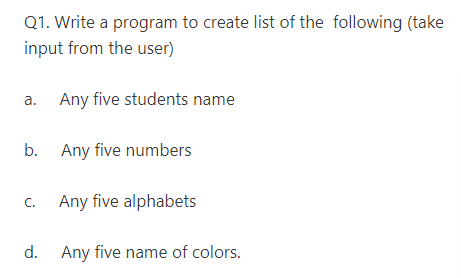 Q1. Write a program to create list of the following (take
input from the user)
a. Any five students name
b. Any five numbers
c. Any five alphabets
d. Any five name of colors.